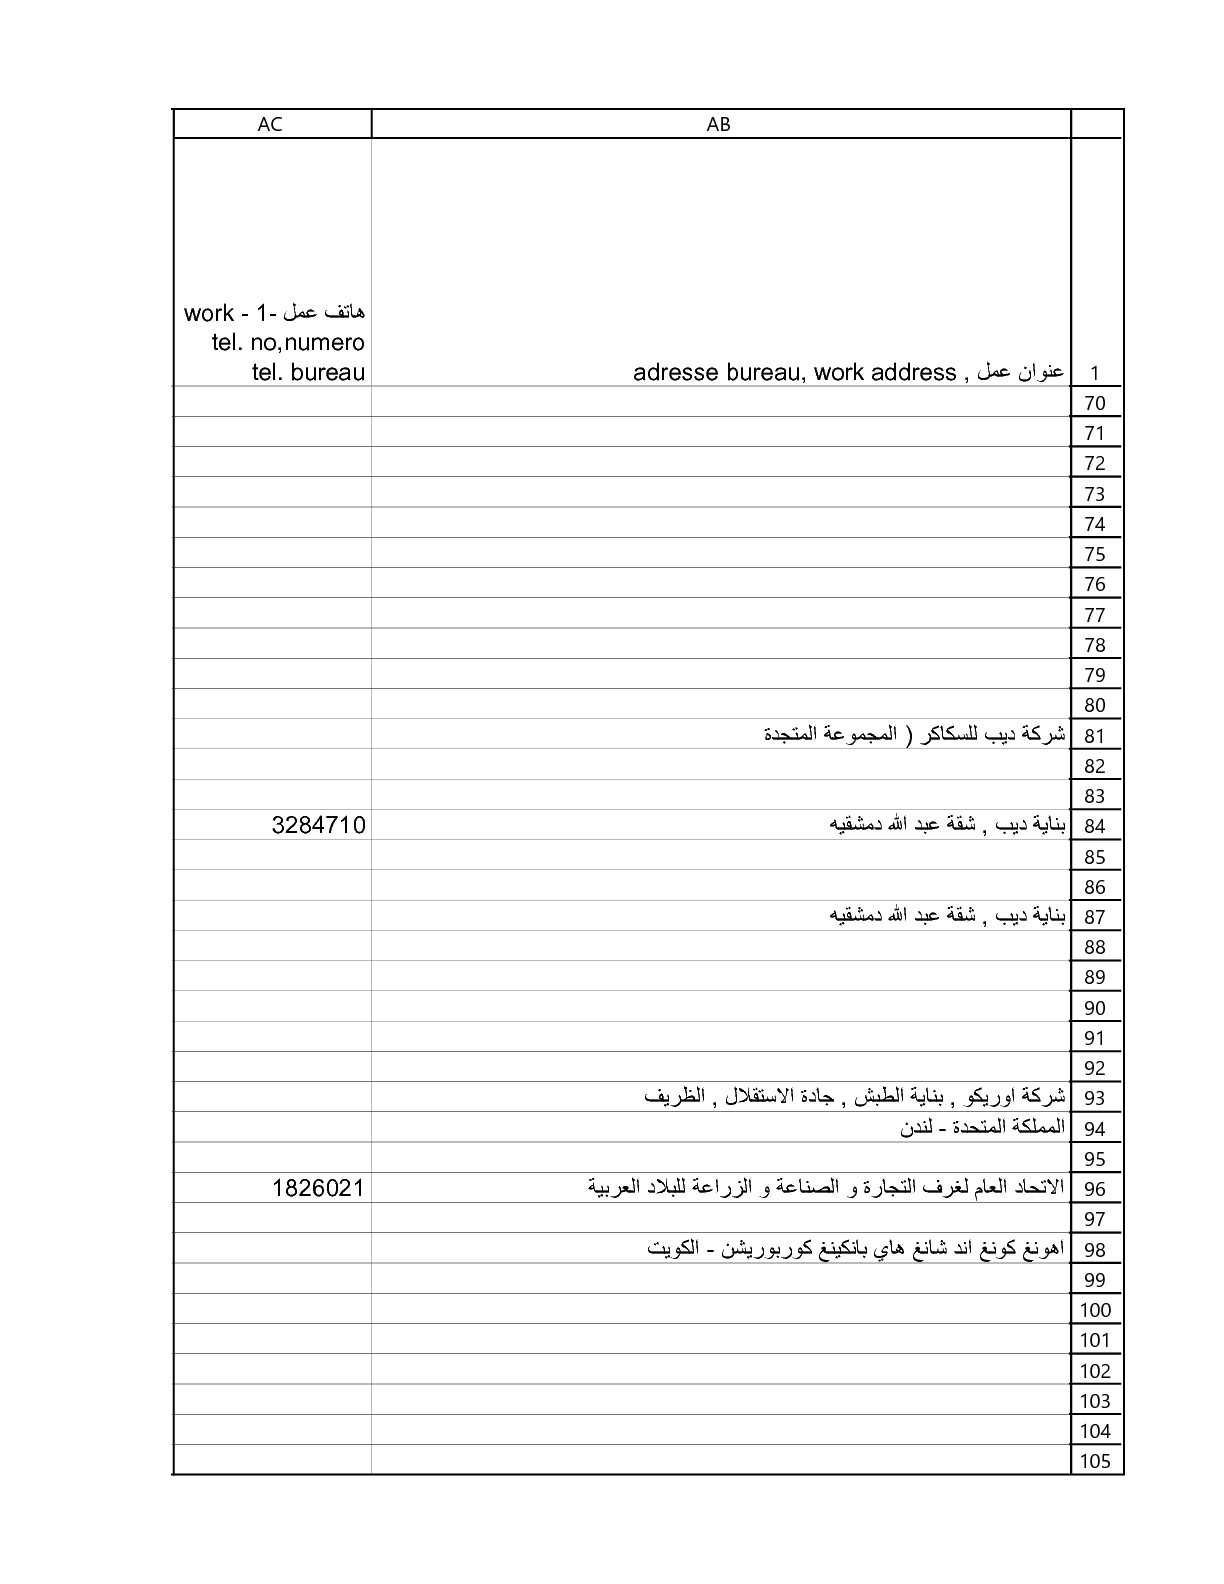 AB AC
1 عنوان عمل , adresse bureau, work address
هاتف عمل -1 - work
tel. no,numero
tel. bureau
70
71
72
73
74
75
76
77
78
79
80
81 شركة ديب للسكاكر ( المجموعة المتجدة
82
83
84 بناية ديب , شقة عبد الله دمشقيه 3284710
85
86
87 بناية ديب , شقة عبد الله دمشقيه
88
89
90
91
92
93 شركة اوريكو , بناية الطبش , جادة الاستقلال , الظريف
94 المملكة المتحدة - لندن
95
96 الاتحاد العام لغرف التجارة و الصناعة و الزراعة للبلاد العربية 1826021
97
98 اهونغ كونغ اند شانغ هاي بانكينغ كوربوريشن - الكويت
99
100
101
102
103
104
105